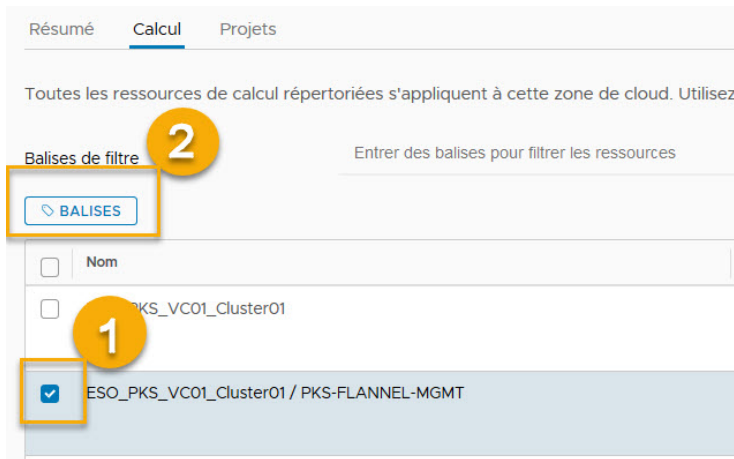 Résumé Calcul Projets
Toutes les ressources de calcul répertoriées s'appliquent à cette zone de cloud. Utilisez
2
Balises de filtre Entrer des balises pour filtrer les ressources
BALISES
Nom
PKS_VC01_Cluster01
1
ESO_PKS_VC01_Cluster01 / PKS-FLANNEL-MGMT